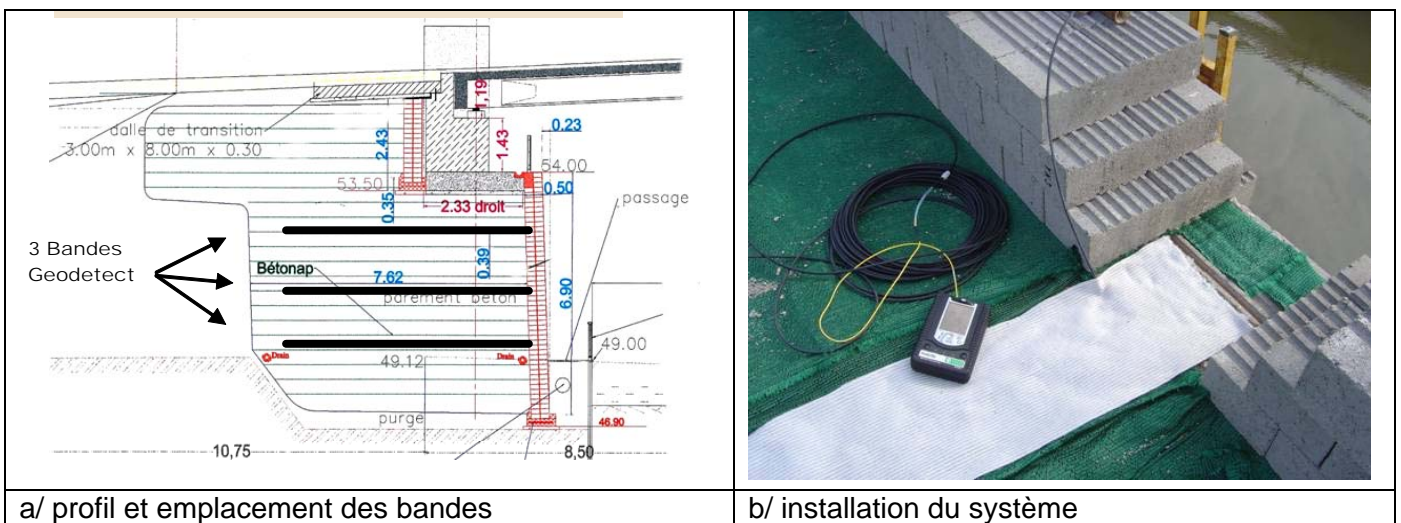 1,19
dalle de transition
3.00m x 8.00m x 0.30
2.43
1.43
0.23
54.00
53.50
0.50
0.35
2.33 droit
passage
3 Bandes
Geodetect
0.39
Bétonap
7.62
parement béton
6.90
Drain
Drain
49.12
49.00
purge
46.90
10,75
8,50
a/ profil et emplacement des bandes
b/ installation du système